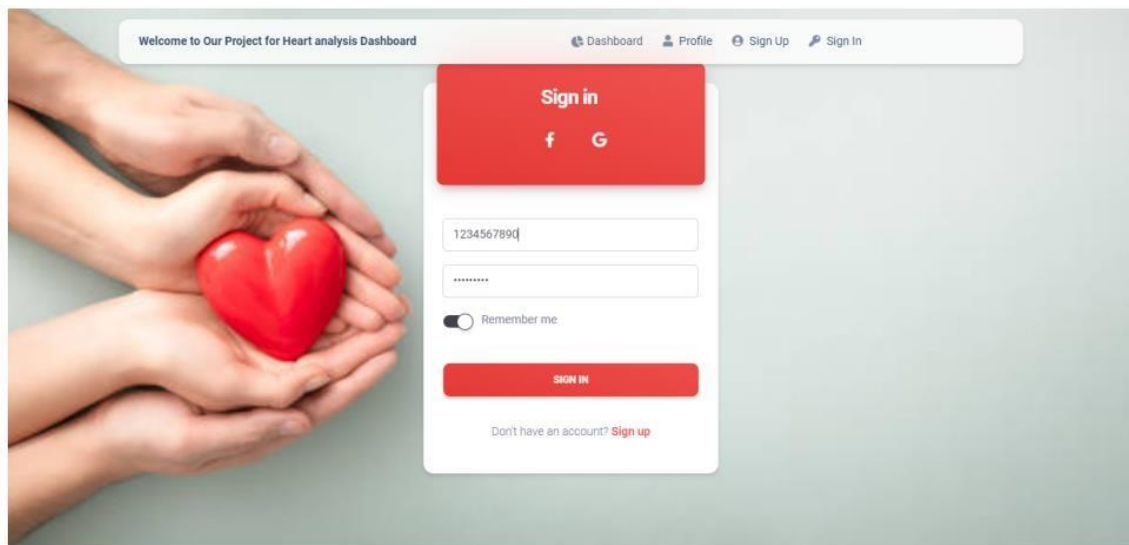 Welcome to Our Project for Heart analysis Dashboard
Dashboard
Profile
Sign Up
Sign In
Sign in
1234567890
•••••••••
Remember me
SIGN IN
Don't have an account? Sign up